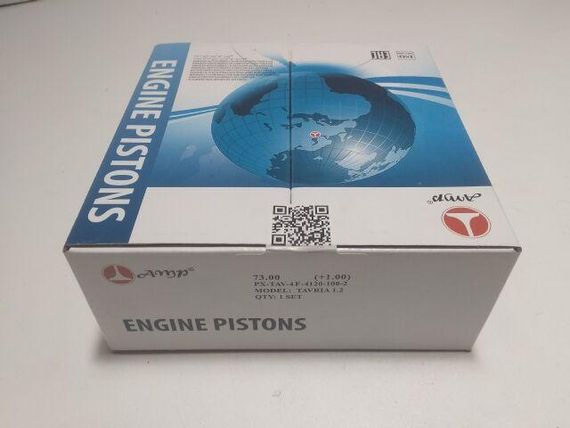 ENGINE PISTONS
EAC
Amp®
Amp®
73.00 (+1.00)
PX-TAV-4F-4120-100-2
MODEL: TAVRIA 1.2
QTY: 1 SET
ENGINE PISTONS